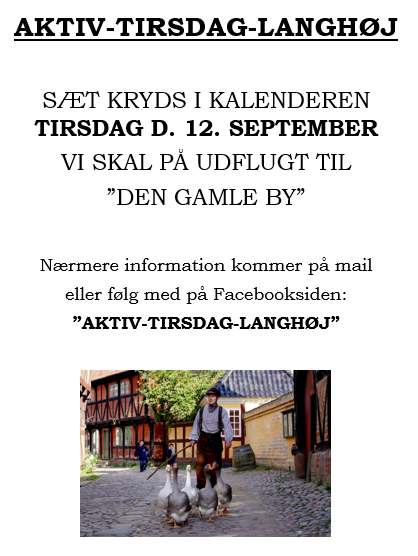 AKTIV-TIRSDAG-LANGHØJ
SÆT KRYDS I KALENDEREN
TIRSDAG D. 12. SEPTEMBER
VI SKAL PÅ UDFLUGT TIL
”DEN GAMLE BY”
Nærmere information kommer på mail
eller følg med på Facebooksiden:
”AKTIV-TIRSDAG-LANGHØJ”